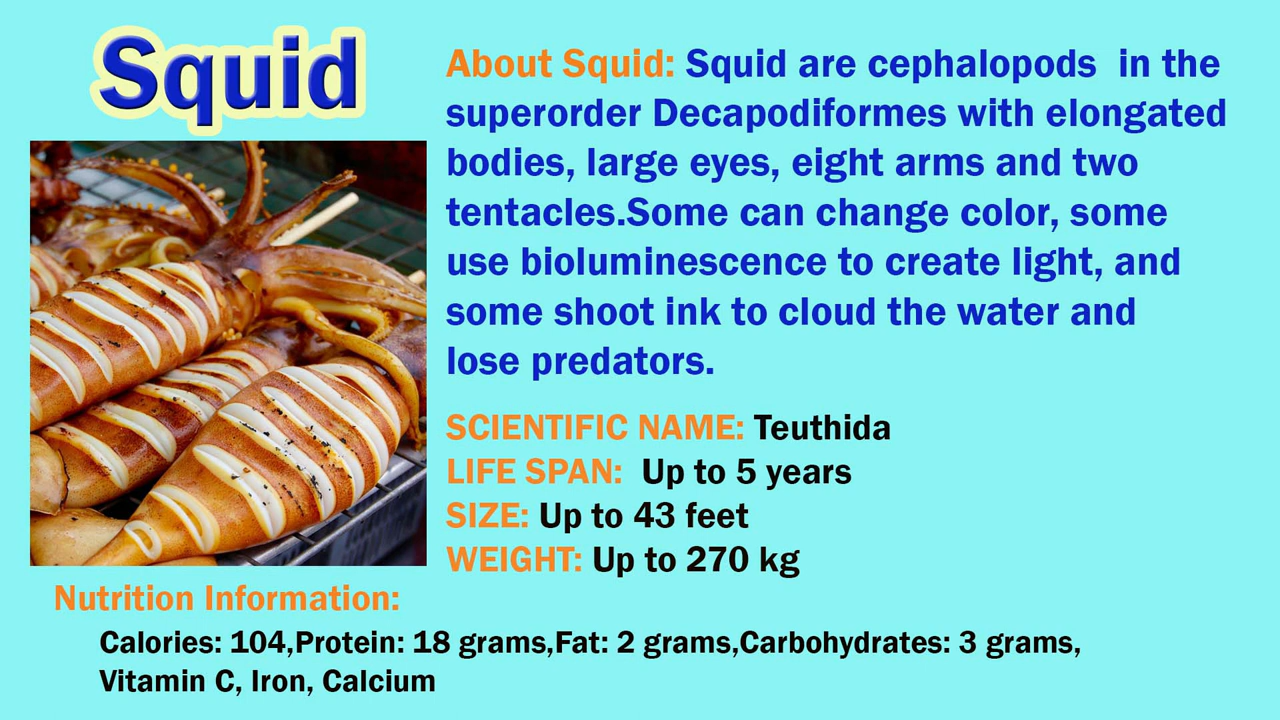 Squid
About Squid: Squid are cephalopods  in the
superorder Decapodiformes with elongated
bodies, large eyes, eight arms and two
tentacles.Some can change color, some
use bioluminescence to create light, and
some shoot ink to cloud the water and
lose predators.
SCIENTIFIC NAME: Teuthida
LIFE SPAN:  Up to 5 years
SIZE: Up to 43 feet
WEIGHT: Up to 270 kg
Nutrition Information:
Calories: 104,Protein: 18 grams,Fat: 2 grams,Carbohydrates: 3 grams,
Vitamin C, Iron, Calcium